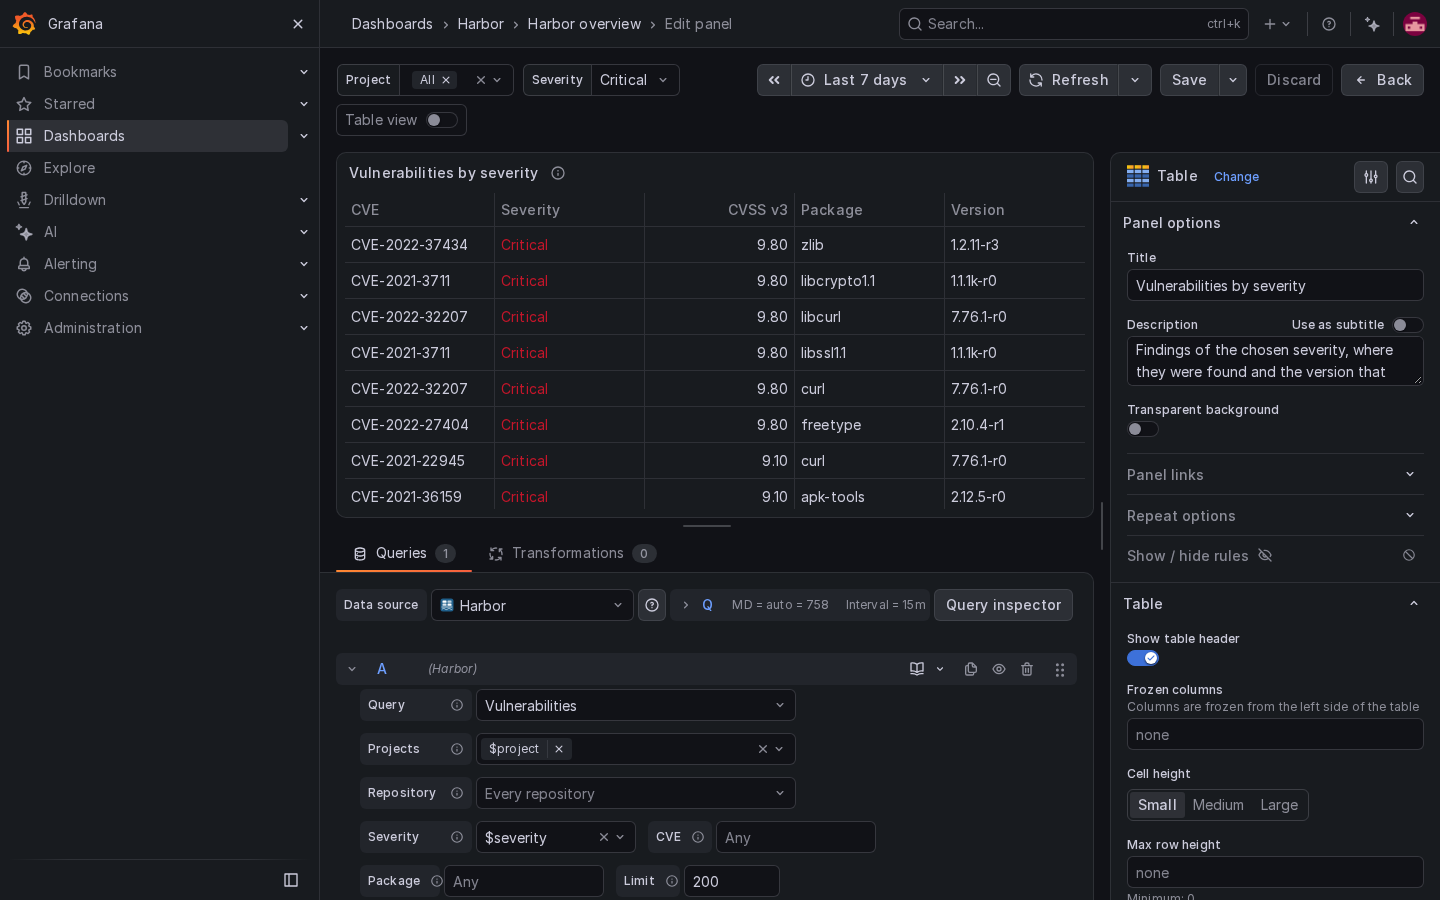 Grafana
Dashboards > Harbor > Harbor overview > Edit panel
Search... ctrl+k
Bookmarks
Starred
Dashboards
Explore
Drilldown
AI
Alerting
Connections
Administration
Project All Severity Critical
Last 7 days Refresh Save Discard Back
Table view
Vulnerabilities by severity
CVE Severity CVSS v3 Package Version
CVE-2022-37434 Critical 9.80 zlib 1.2.11-r3
CVE-2021-3711 Critical 9.80 libcrypto1.1 1.1.1k-r0
CVE-2022-32207 Critical 9.80 libcurl 7.76.1-r0
CVE-2021-3711 Critical 9.80 libssl1.1 1.1.1k-r0
CVE-2022-32207 Critical 9.80 curl 7.76.1-r0
CVE-2022-27404 Critical 9.80 freetype 2.10.4-r1
CVE-2021-22945 Critical 9.10 curl 7.76.1-r0
CVE-2021-36159 Critical 9.10 apk-tools 2.12.5-r0
Queries 1 Transformations 0
Data source Harbor Q MD = auto = 758 Interval = 15m Query inspector
A (Harbor)
Query Vulnerabilities
Projects $project
Repository Every repository
Severity $severity CVE Any
Package Any Limit 200
Table Change
Panel options
Title
Vulnerabilities by severity
Description Use as subtitle
Findings of the chosen severity, where
they were found and the version that
Transparent background
Panel links
Repeat options
Show / hide rules
Table
Show table header
Frozen columns
Columns are frozen from the left side of the table
none
Cell height
Small Medium Large
Max row height
none
Minimum: 0